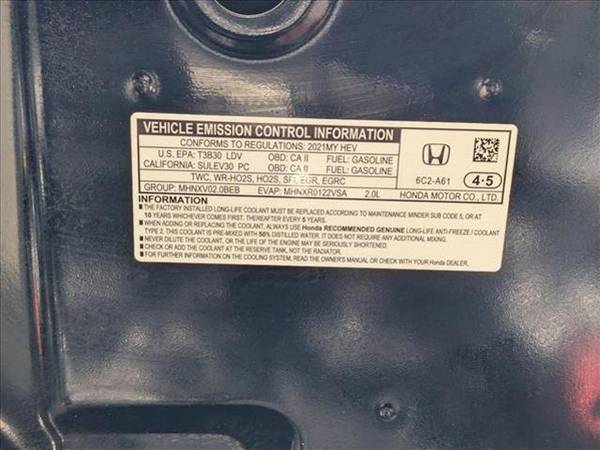 VEHICLE EMISSION CONTROL INFORMATION
CONFORMS TO REGULATIONS: 2021MY HEV
U.S. EPA: T3B30 LDV OBD: CA II FUEL: GASOLINE
CALIFORNIA: SULEV30 PC OBD: CA II FUEL: GASOLINE
TWC, WR-HO2S, HO2S, SFI, EGR, EGRC
GROUP: MHNXV02.0BEB EVAP: MHNXR0122VSA 2.0L
6C2-A61 4·5
HONDA MOTOR CO., LTD.
INFORMATION
■ THE FACTORY INSTALLED LONG-LIFE COOLANT MUST BE REPLACED ACCORDING TO MAINTENANCE MINDER SUB CODE 5, OR AT
10 YEARS WHICHEVER COMES FIRST. THEREAFTER EVERY 5 YEARS.
■ WHEN ADDING OR REPLACING THE COOLANT, ALWAYS USE Honda RECOMMENDED GENUINE LONG-LIFE ANTI-FREEZE / COOLANT
TYPE 2. THIS COOLANT IS PRE-MIXED WITH 50% DISTILLED WATER. IT DOES NOT REQUIRE ANY ADDITIONAL MIXING.
■ NEVER DILUTE THE COOLANT, OR THE LIFE OF THE ENGINE MAY BE SERIOUSLY SHORTENED.
■ CHECK OR ADD THE COOLANT AT THE RESERVE TANK, NOT THE RADIATOR.
■ FOR FURTHER INFORMATION ON THE COOLING SYSTEM, READ THE OWNER'S MANUAL OR CHECK WITH YOUR Honda DEALER.